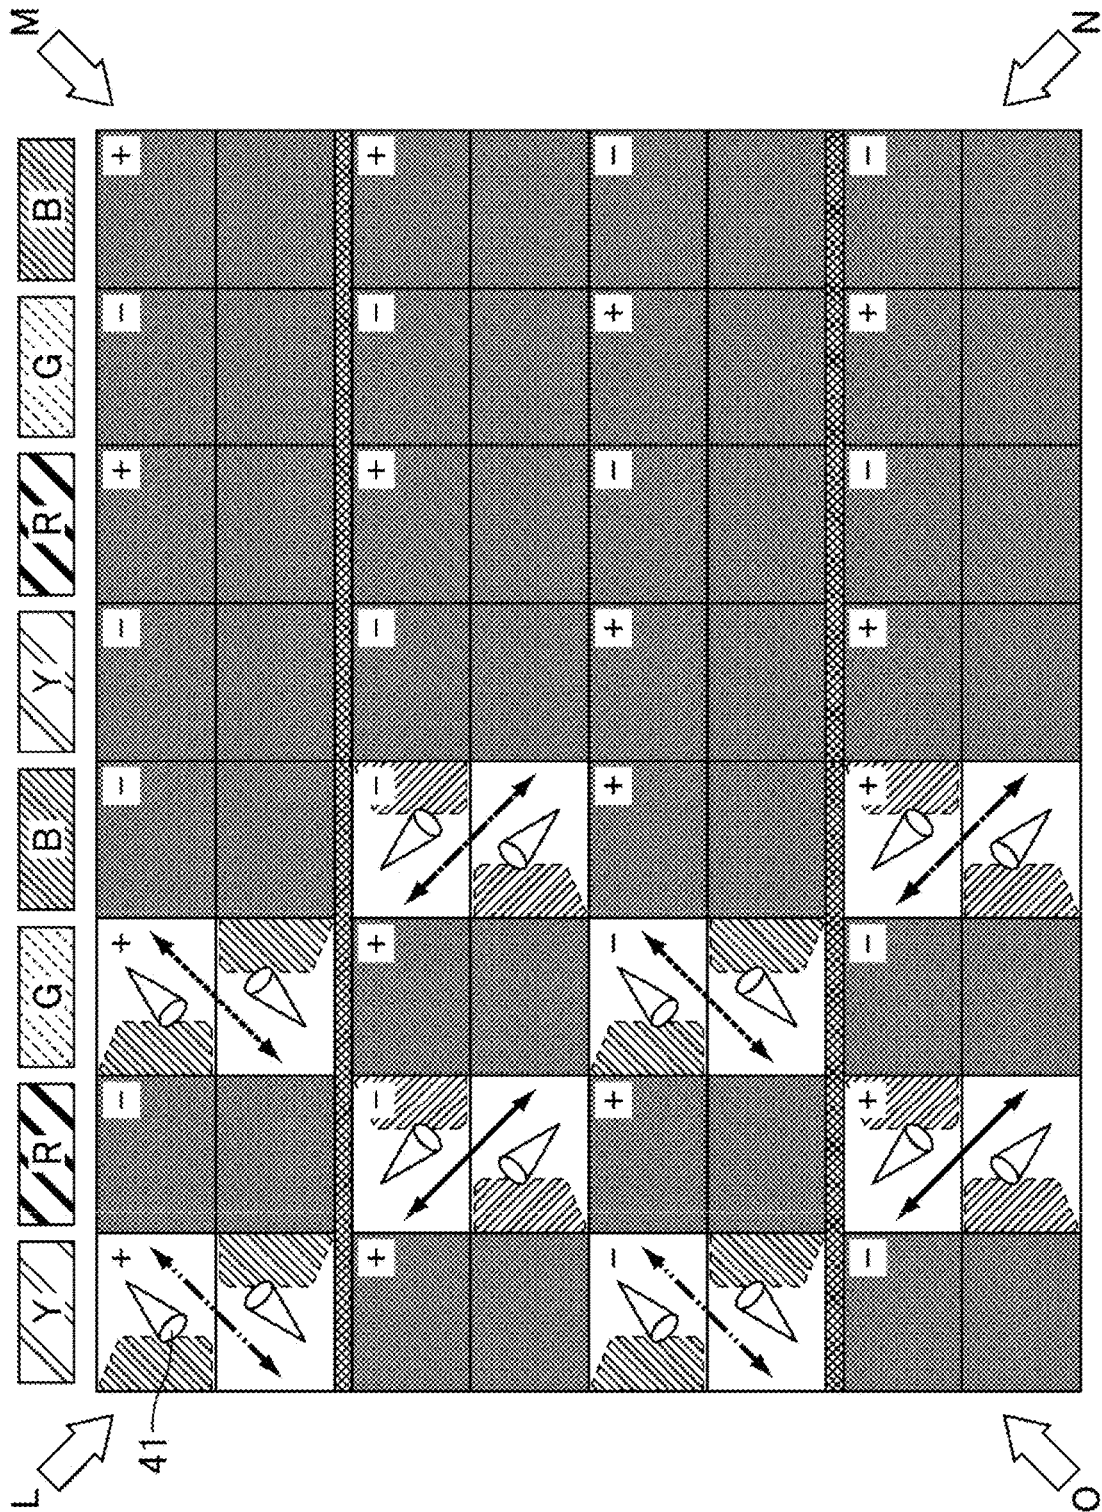 L M
Y R G B Y R G B
+ − + − − + − +
41
+ − + − − + − +
− + − + + − + −
− + − + + − + −
O N